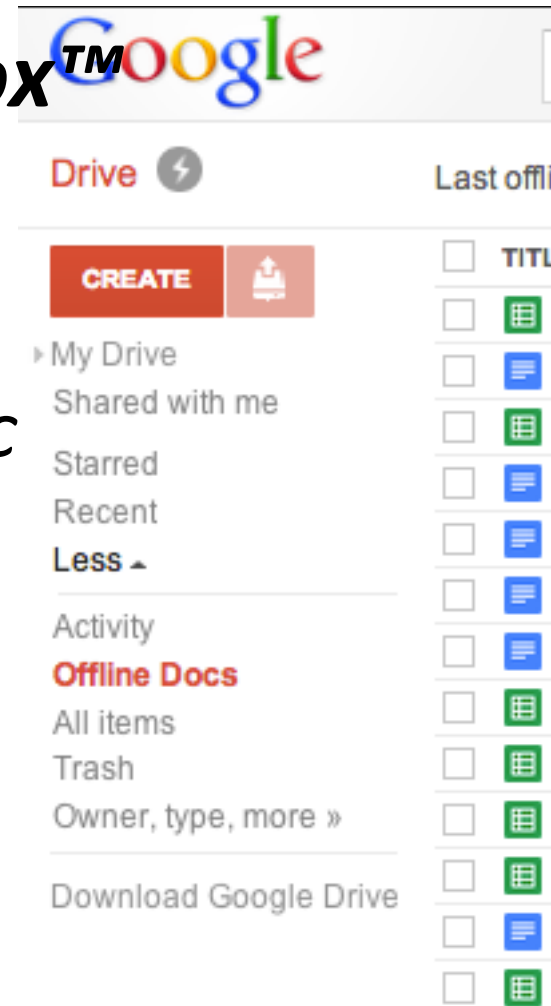 ox™
Google
Drive
Last offli
CREATE
TITL
My Drive
Shared with me
C
Starred
Recent
Less
Activity
Offline Docs
All items
Trash
Owner, type, more »
Download Google Drive